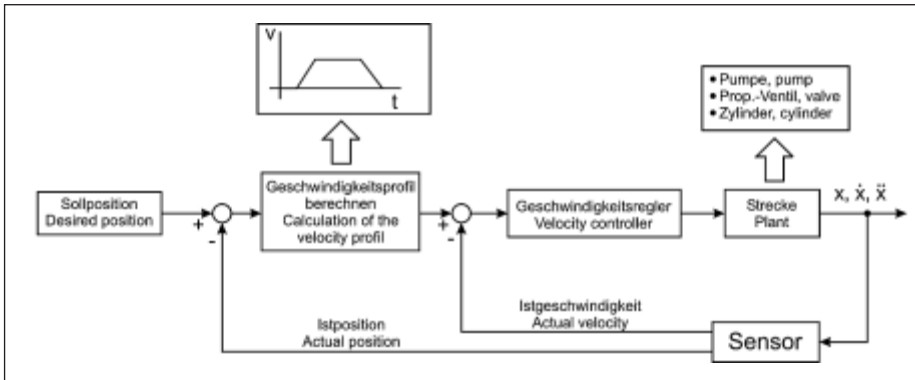 V
t
• Pumpe, pump
• Prop.-Ventil, valve
• Zylinder, cylinder
Sollposition
Desired position
+
-
Geschwindigkeitsprofil
berechnen
Calculation of the
velocity profil
+
-
Geschwindigkeitsregler
Velocity controller
Strecke
Plant
x, ẋ, ẍ
Istgeschwindigkeit
Actual velocity
Istposition
Actual position
Sensor